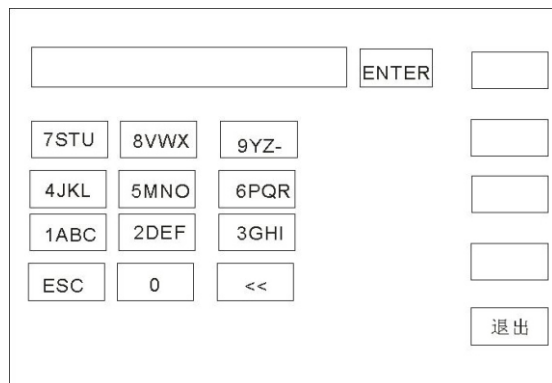 ENTER
7STU 8VWX 9YZ-
4JKL 5MNO 6PQR
1ABC 2DEF 3GHI
ESC 0 <<
退出